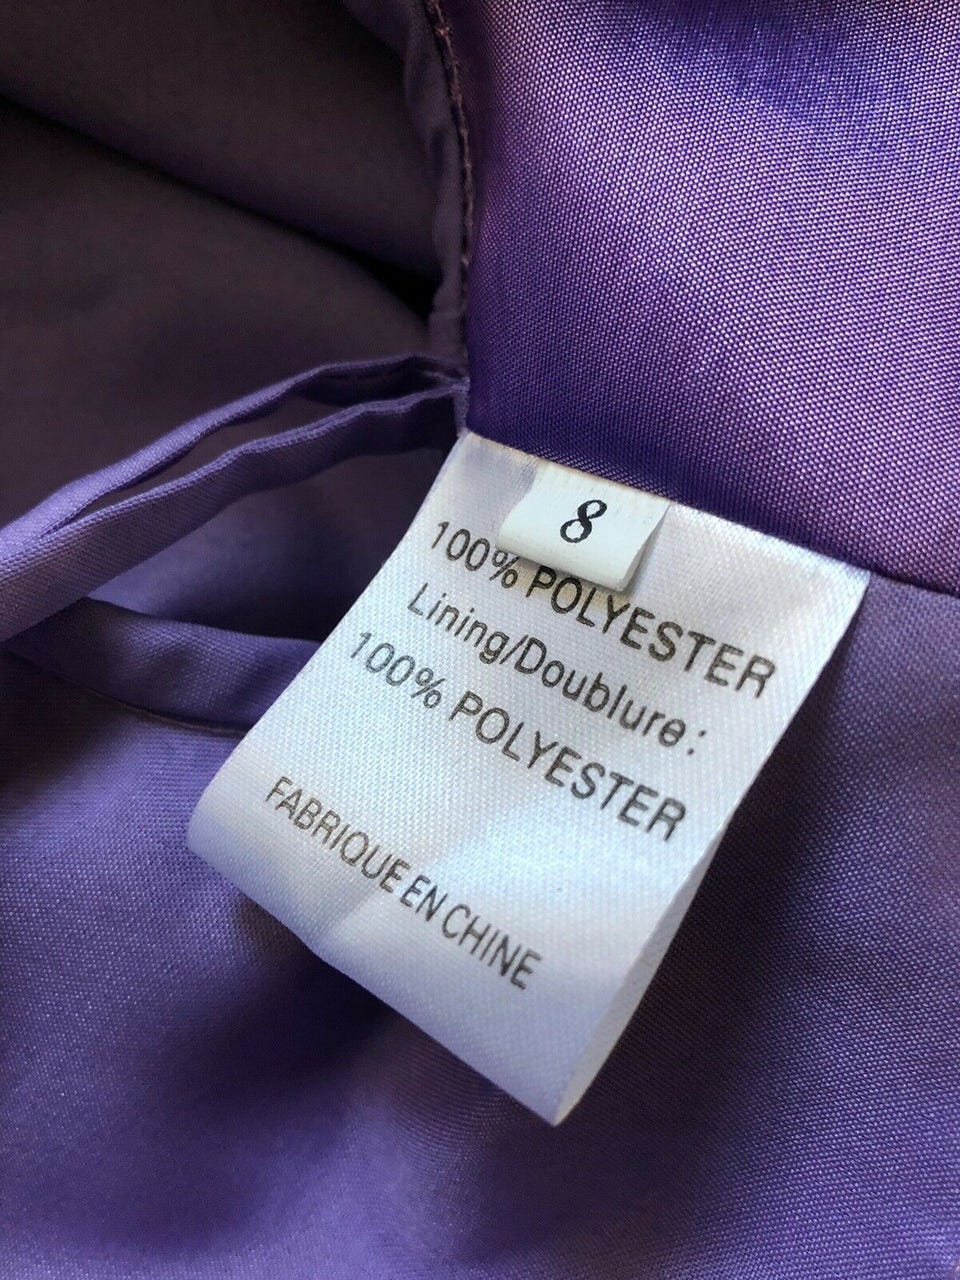 8
100% POLYESTER
Lining/Doublure:
100% POLYESTER
FABRIQUE EN CHINE